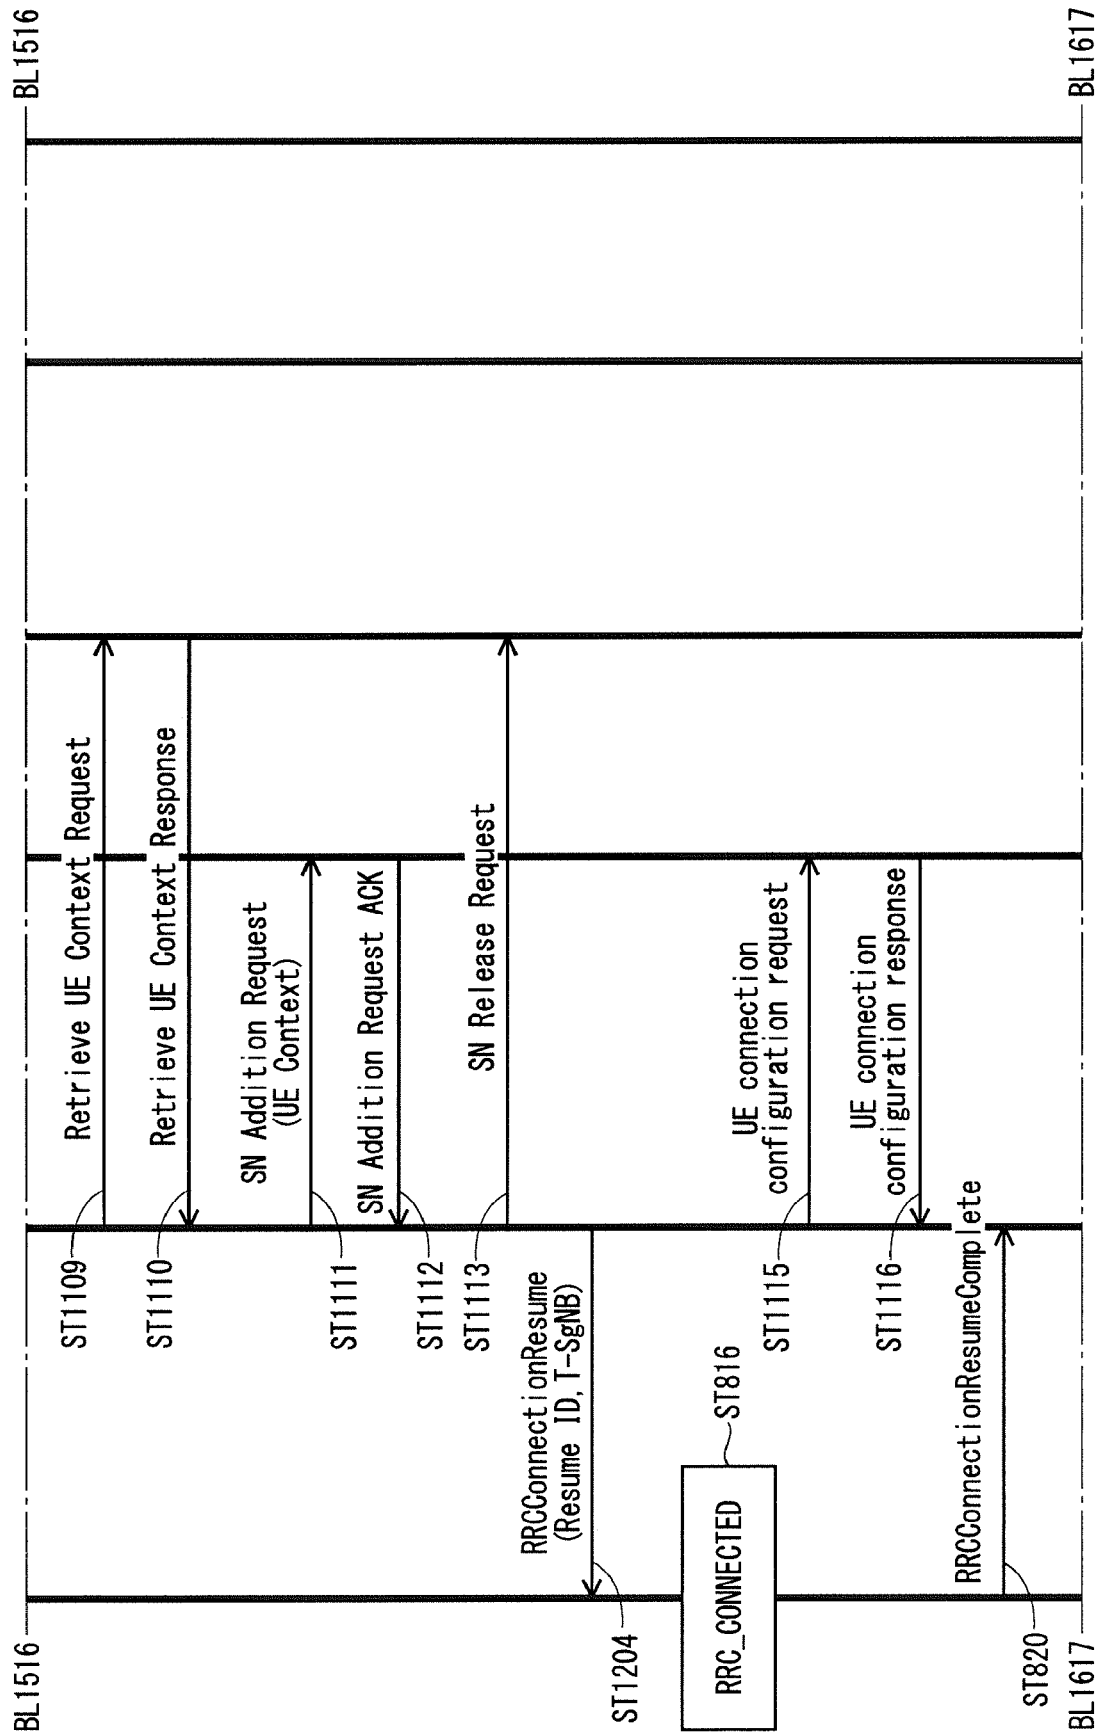 BL1516
BL1516
ST1109
Retrieve UE Context Request
ST1110
Retrieve UE Context Response
ST1111
SN Addition Request
(UE Context)
ST1112
SN Addition Request ACK
ST1113
SN Release Request
RRCConnectionResume
(Resume ID, T-SgNB)
ST1204
RRC_CONNECTED
ST816
ST1115
UE connection
configuration request
ST1116
UE connection
configuration response
RRCConnectionResumeComplete
ST820
BL1617
BL1617